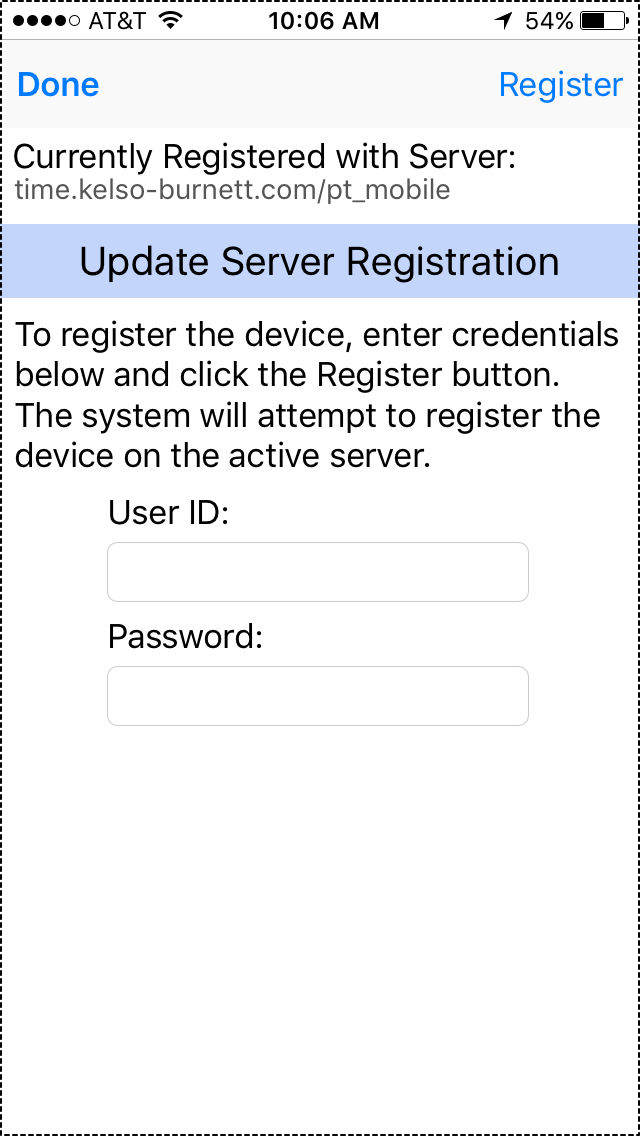 AT&T 10:06 AM 54%
Done Register
Currently Registered with Server:
time.kelso-burnett.com/pt_mobile
Update Server Registration
To register the device, enter credentials
below and click the Register button.
The system will attempt to register the
device on the active server.
User ID:
Password: